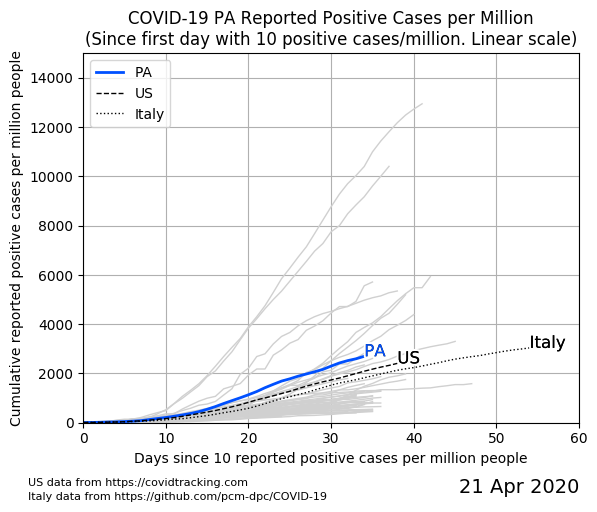 COVID-19 PA Reported Positive Cases per Million
(Since first day with 10 positive cases/million. Linear scale)
Cumulative reported positive cases per million people
14000
12000
10000
8000
6000
4000
2000
0
PA
US
Italy
PA
US
Italy
0 10 20 30 40 50 60
Days since 10 reported positive cases per million people
US data from https://covidtracking.com
Italy data from https://github.com/pcm-dpc/COVID-19
21 Apr 2020